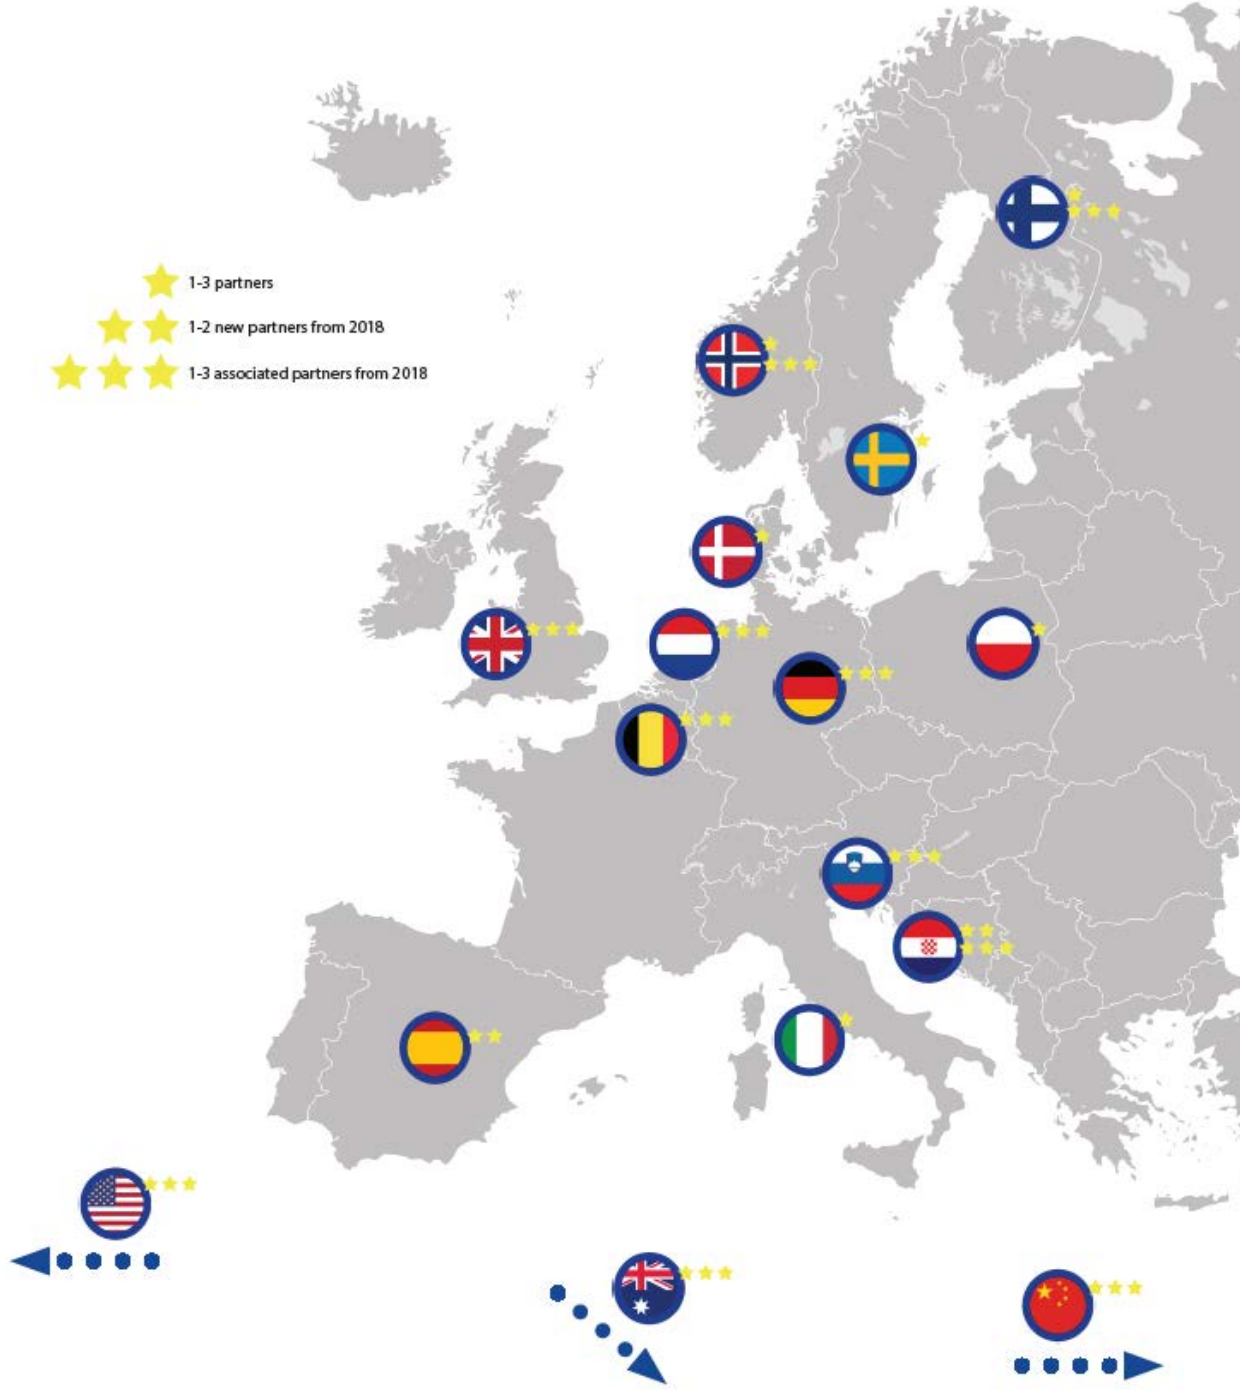 1-3 partners
1-2 new partners from 2018
1-3 associated partners from 2018